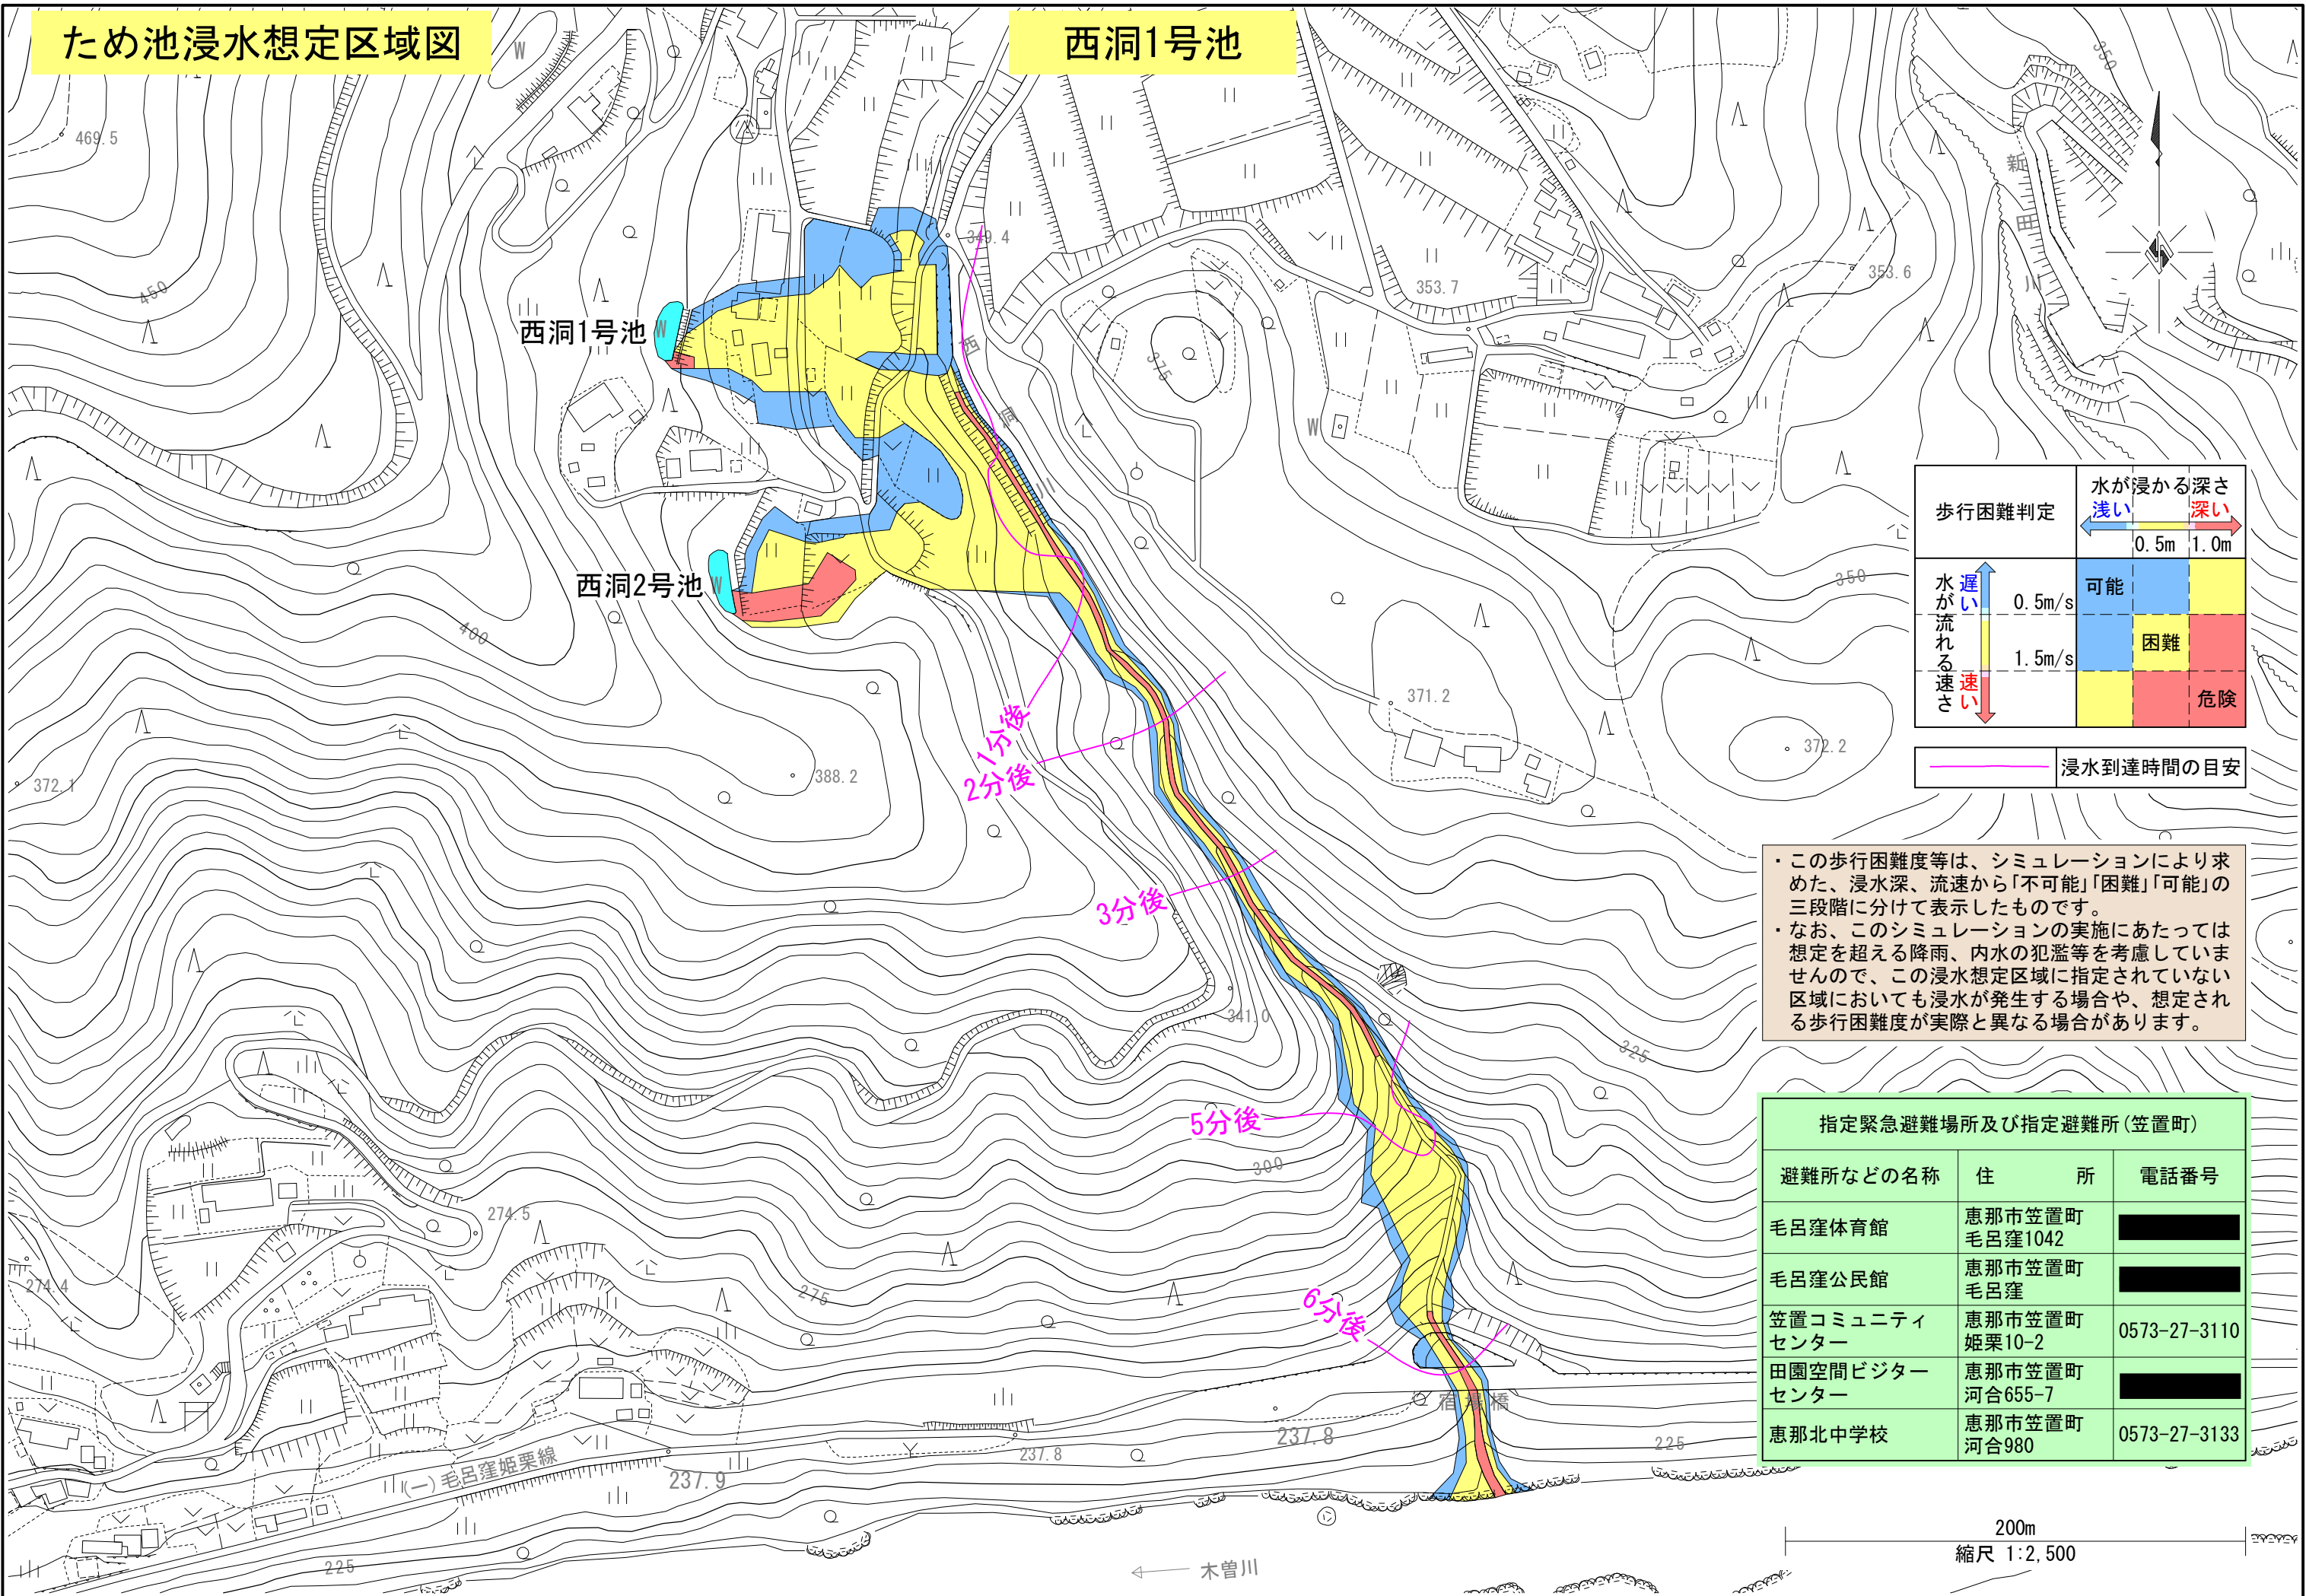 ため池浸水想定区域図
西洞1号池
469.5
450
349.4
353.7
353.6
350
新田川
375
西洞川
W
W
西洞1号池
W
西洞2号池
W
400
372.1
388.2
371.2
372.2
350
341.0
325
300
274.5
274.4
275
1分後
2分後
3分後
5分後
6分後
宿場橋
237.8
237.8
237.9
225
225
(一)毛呂窪姫栗線
木曽川
歩行困難判定
水が浸かる深さ
浅い 深い
0.5m 1.0m
水が流れる速さ
遅い
速い
0.5m/s
1.5m/s
可能
困難
危険
浸水到達時間の目安
・この歩行困難度等は、シミュレーションにより求
めた、浸水深、流速から「不可能」「困難」「可能」の
三段階に分けて表示したものです。
・なお、このシミュレーションの実施にあたっては
想定を超える降雨、内水の犯濫等を考慮していま
せんので、この浸水想定区域に指定されていない
区域においても浸水が発生する場合や、想定され
る歩行困難度が実際と異なる場合があります。
指定緊急避難場所及び指定避難所(笠置町)
避難所などの名称 住 所 電話番号
毛呂窪体育館 恵那市笠置町
毛呂窪1042
毛呂窪公民館 恵那市笠置町
毛呂窪
笠置コミュニティ
センター
恵那市笠置町
姫栗10-2
0573-27-3110
田園空間ビジター
センター
恵那市笠置町
河合655-7
恵那北中学校
恵那市笠置町
河合980
0573-27-3133
200m
縮尺 1:2,500